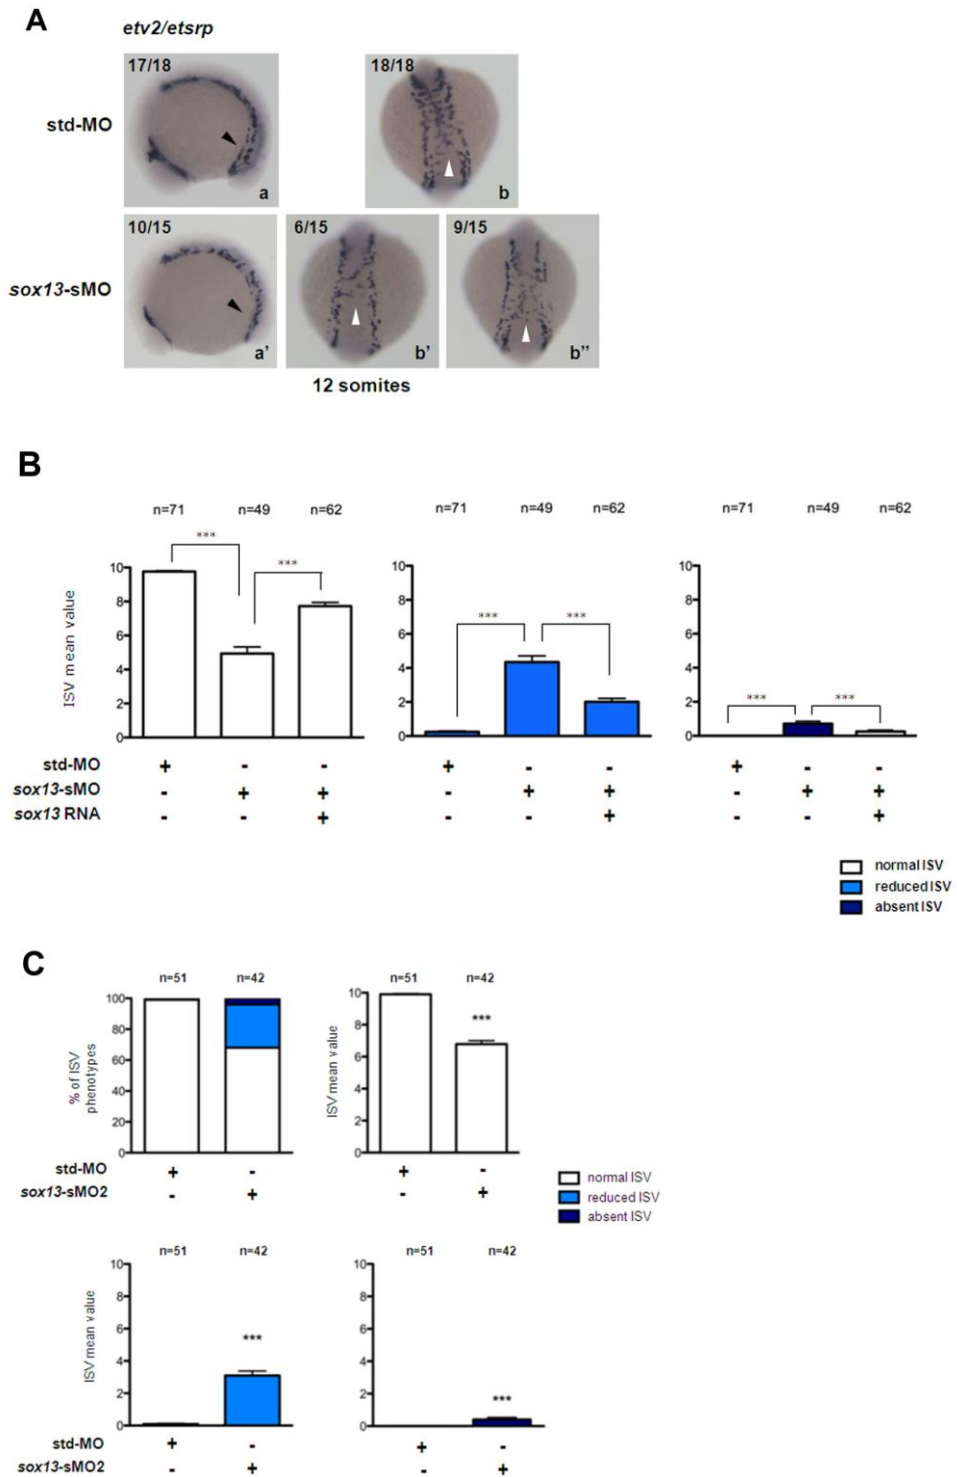 A
etv2/etsrp
17/18
18/18
std-MO
a
b
10/15
6/15
9/15
sox13-sMO
a'
b'
b''
12 somites
B
n=71 n=49 n=62
n=71 n=49 n=62
n=71 n=49 n=62
*** ***
*** ***
*** ***
ISV mean value
10
8
6
4
2
0
10
8
6
4
2
0
10
8
6
4
2
0
std-MO + - - + - - + - -
sox13-sMO - + + - + + - + +
sox13 RNA - - + - - + - - +
normal ISV
reduced ISV
absent ISV
C
n=51 n=42
% of ISV
phenotypes
100
80
60
40
20
0
n=51 n=42
ISV mean value
10
8
6
4
2
0
***
std-MO + - + -
sox13-sMO2 - + - +
normal ISV
reduced ISV
absent ISV
n=51 n=42
ISV mean value
10
8
6
4
2
0
***
n=51 n=42
10
8
6
4
2
0
***
std-MO + - + -
sox13-sMO2 - + - +